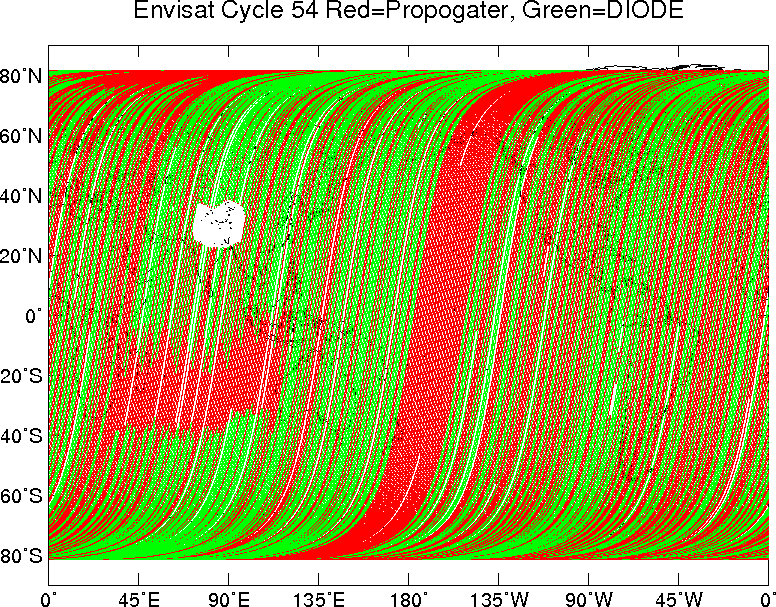 Envisat Cycle 54 Red=Propogater, Green=DIODE
80˚N
60˚N
40˚N
20˚N
0˚
20˚S
40˚S
60˚S
80˚S
0˚ 45˚E 90˚E 135˚E 180˚ 135˚W 90˚W 45˚W 0˚